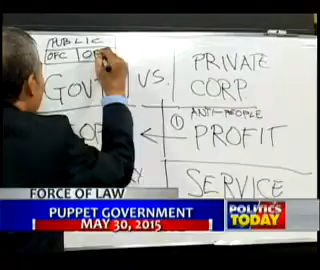 PUBLIC
OFC
GOV'T VS. PRIVATE
CORP.
①
ANTI-PEOPLE
PROFIT
SERVICE
FORCE OF LAW
PUPPET GOVERNMENT
MAY 30, 2015
POLITICS
TODAY